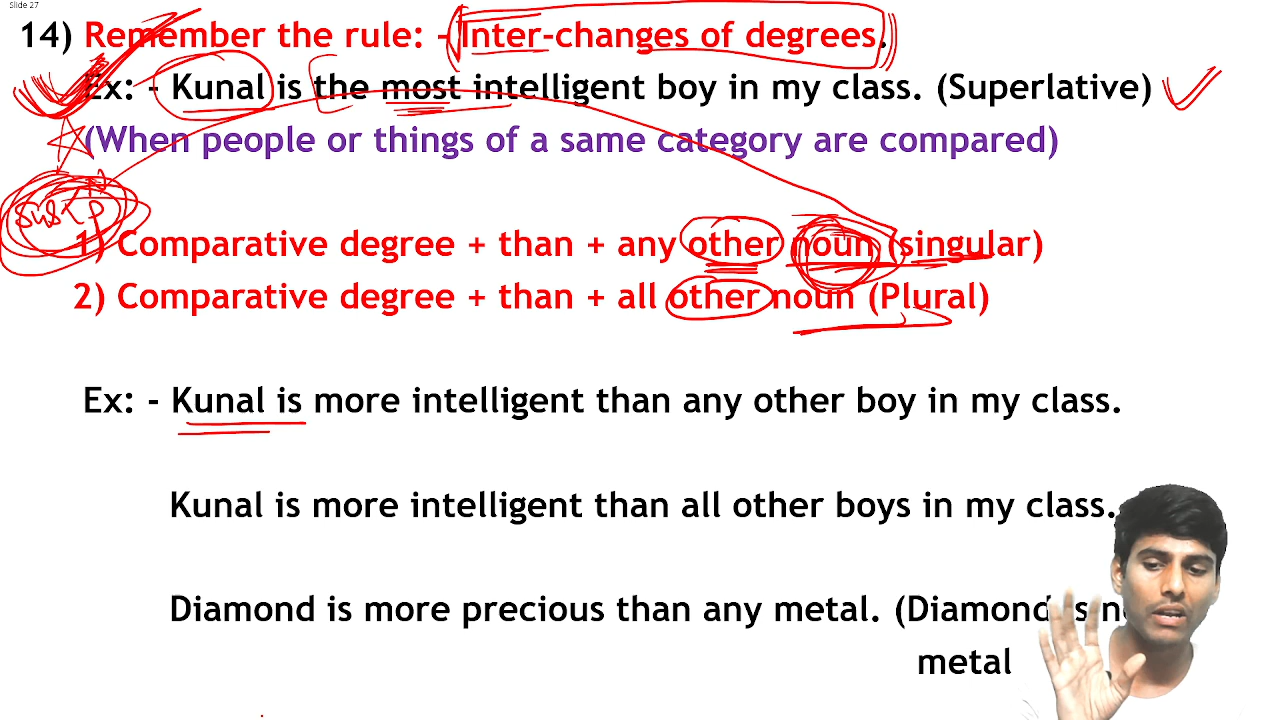 Slide 27
14) Remember the rule: - Inter-changes of degrees.
Ex: - Kunal is the most intelligent boy in my class. (Superlative)
(When people or things of a same category are compared)
1) Comparative degree + than + any other noun (singular)
2) Comparative degree + than + all other noun (Plural)
Ex: - Kunal is more intelligent than any other boy in my class.
Kunal is more intelligent than all other boys in my class.
Diamond is more precious than any metal. (Diamond is
metal